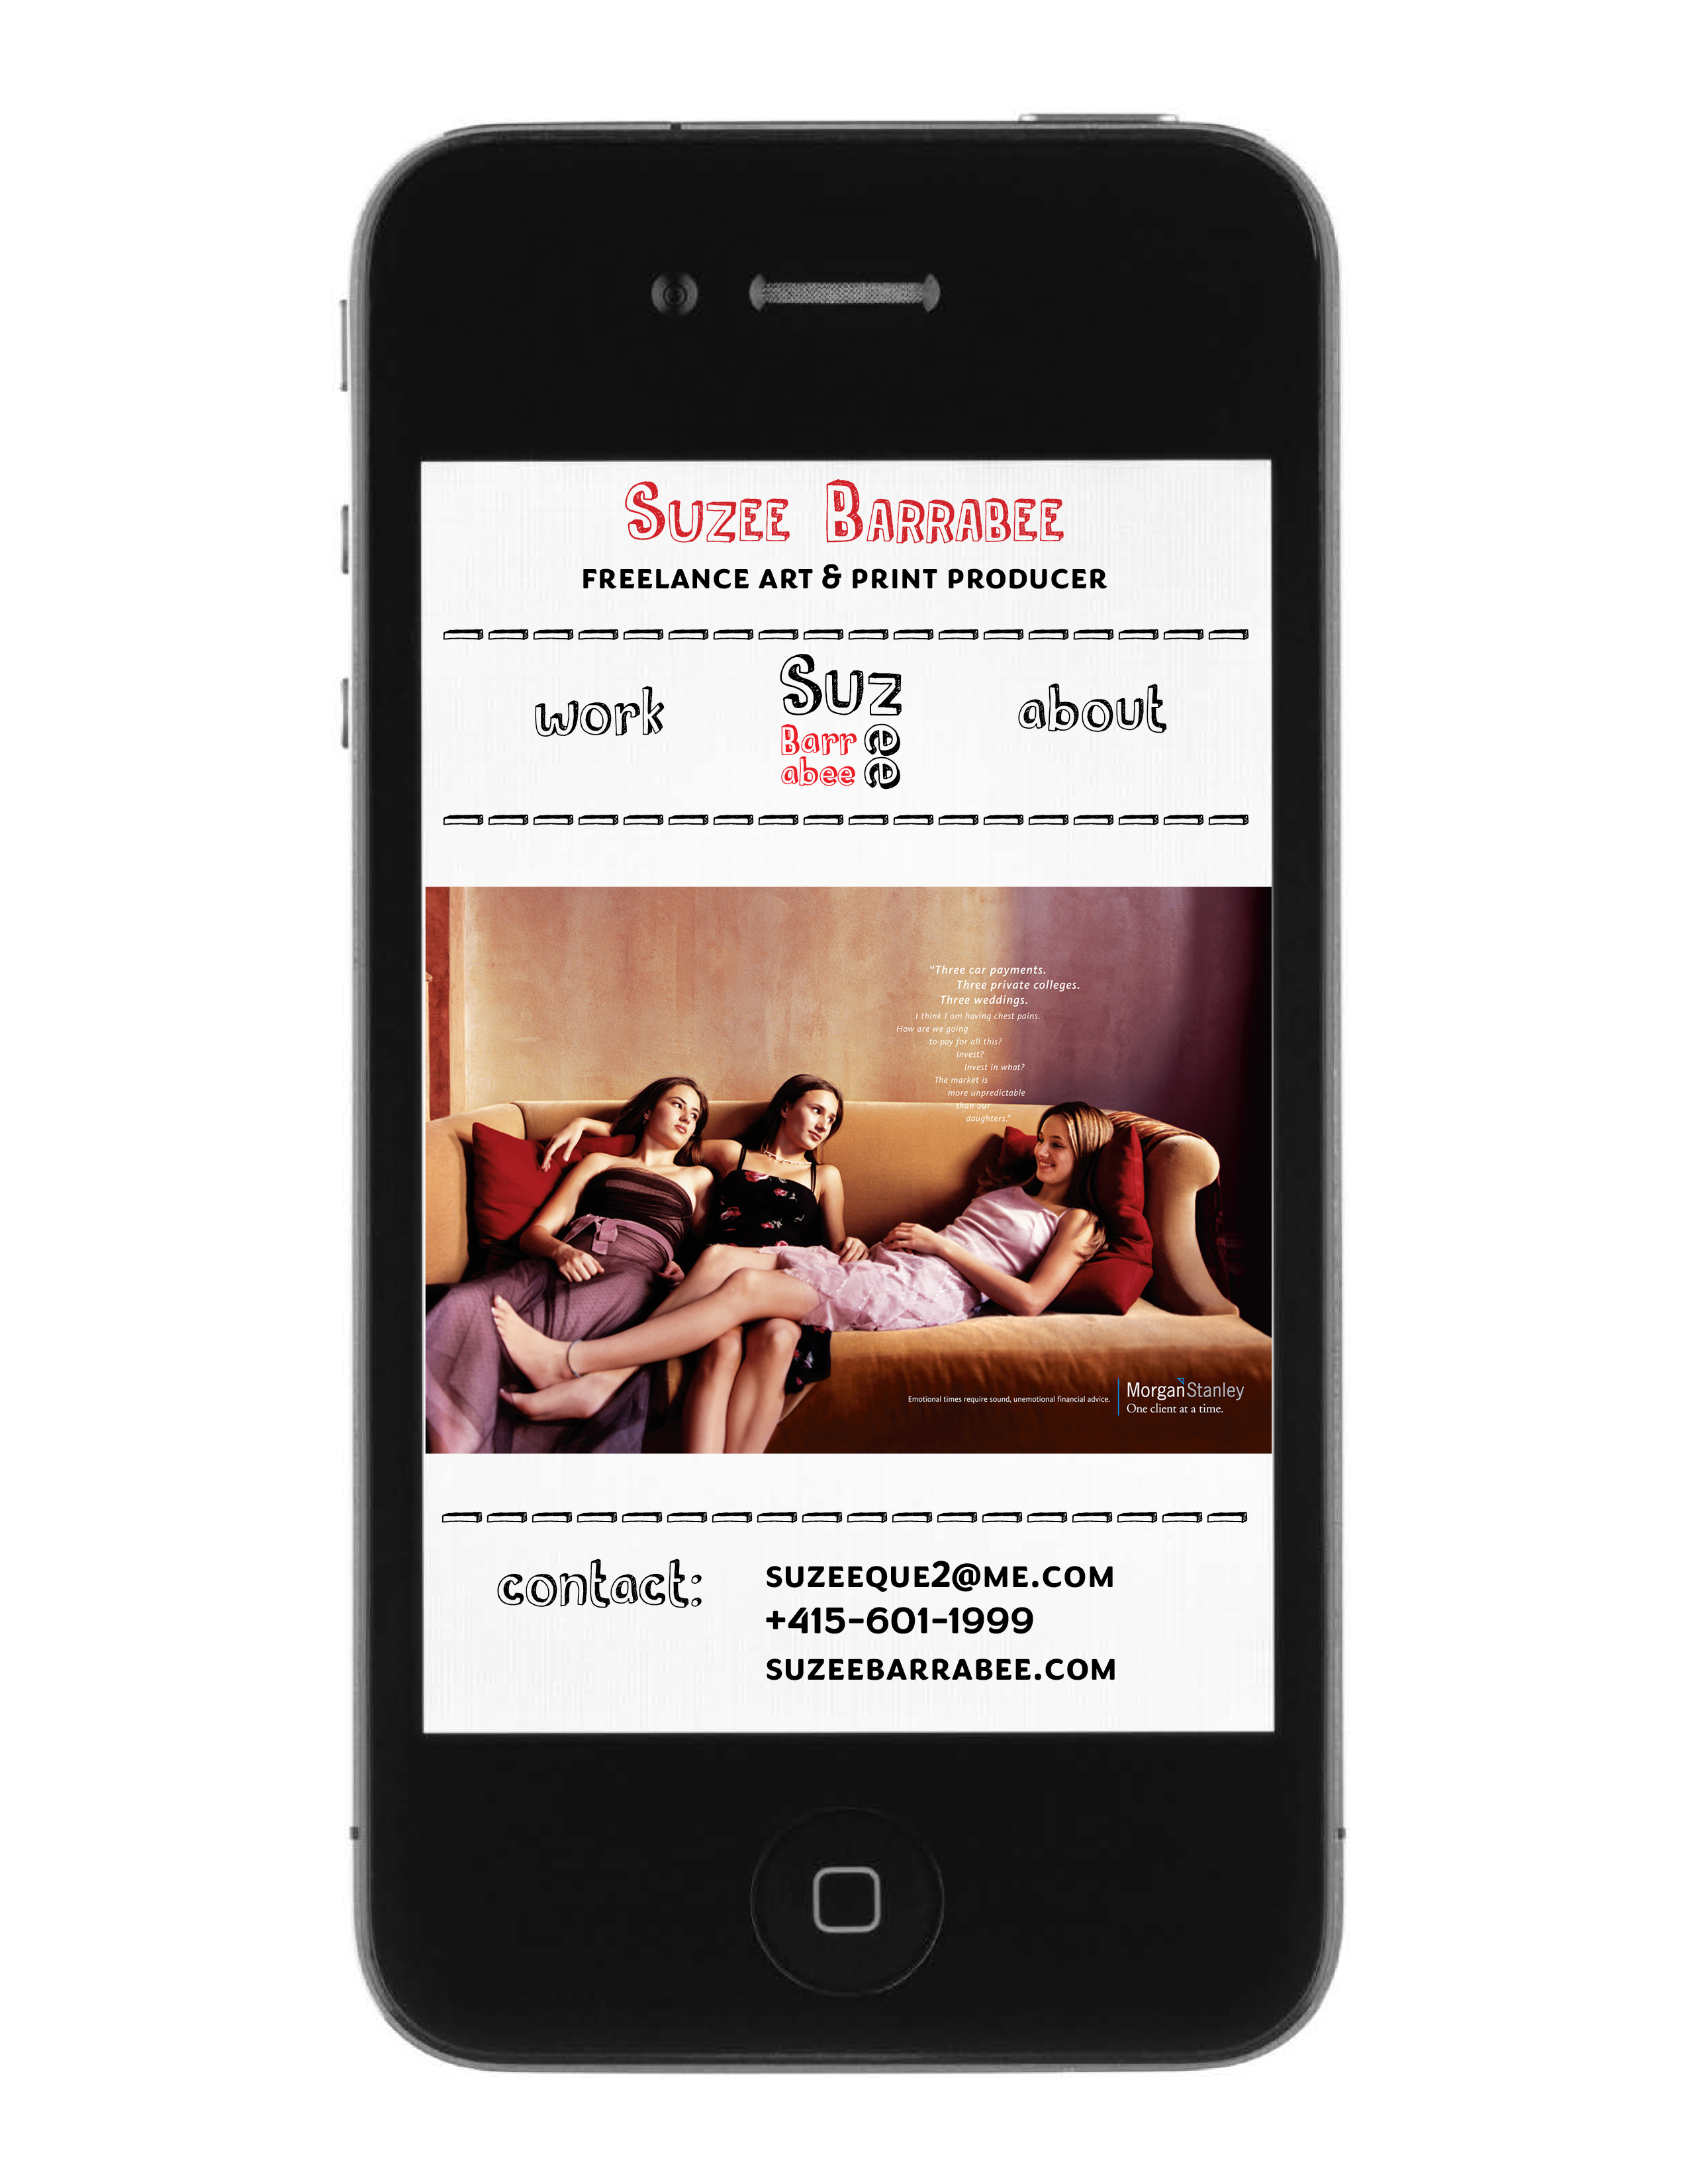 Suzee Barrabee
FREELANCE ART & PRINT PRODUCER
work
Suz
Barr ee
abee
about
"Three car payments.
Three private colleges.
Three weddings.
I think I am having chest pains.
How are we going
to pay for all this?
Invest?
Invest in what?
The market is
more unpredictable
than our
daughters."
Emotional times require sound, unemotional financial advice.
MorganStanley
One client at a time.
contact:
SUZEEQUE2@ME.COM
+415-601-1999
SUZEEBARRABEE.COM